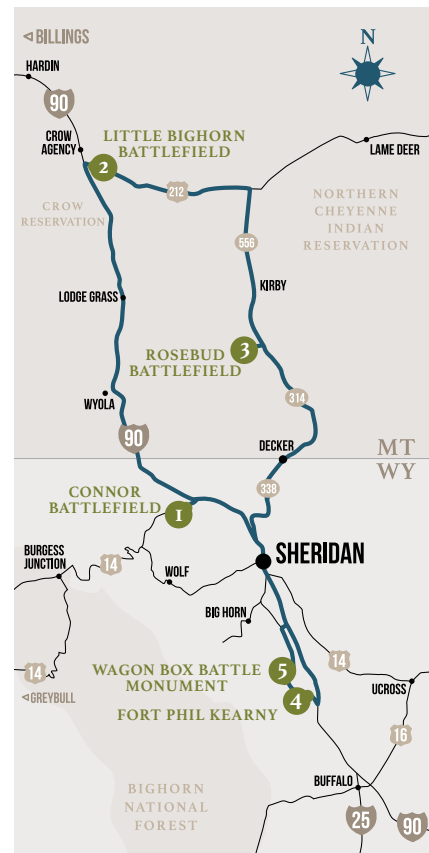 ◁ BILLINGS
N
HARDIN
90
CROW
AGENCY
LITTLE BIGHORN
BATTLEFIELD
2
LAME DEER
212
CROW
RESERVATION
NORTHERN
CHEYENNE
INDIAN
RESERVATION
556
KIRBY
LODGE GRASS
ROSEBUD
BATTLEFIELD
3
WYOLA
314
90
DECKER
MT
WY
CONNOR
BATTLEFIELD
338
1
SHERIDAN
BURGESS
JUNCTION
14
WOLF
BIG HORN
WAGON BOX BATTLE
MONUMENT
5
14
14
◁GREYBULL
UCROSS
4
FORT PHIL KEARNY
16
BUFFALO
BIGHORN
NATIONAL
FOREST
25
90